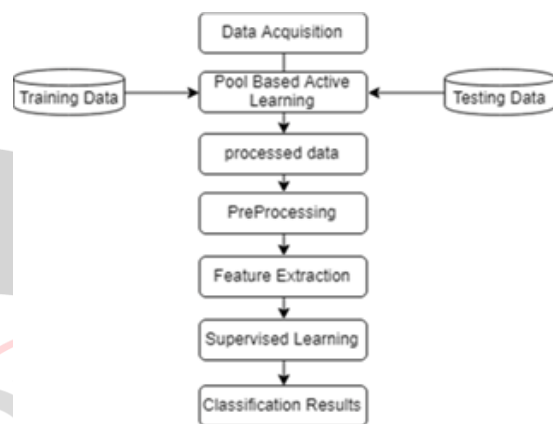 Data Acquisition
Training Data
Pool Based Active
Learning
Testing Data
processed data
PreProcessing
Feature Extraction
Supervised Learning
Classification Results